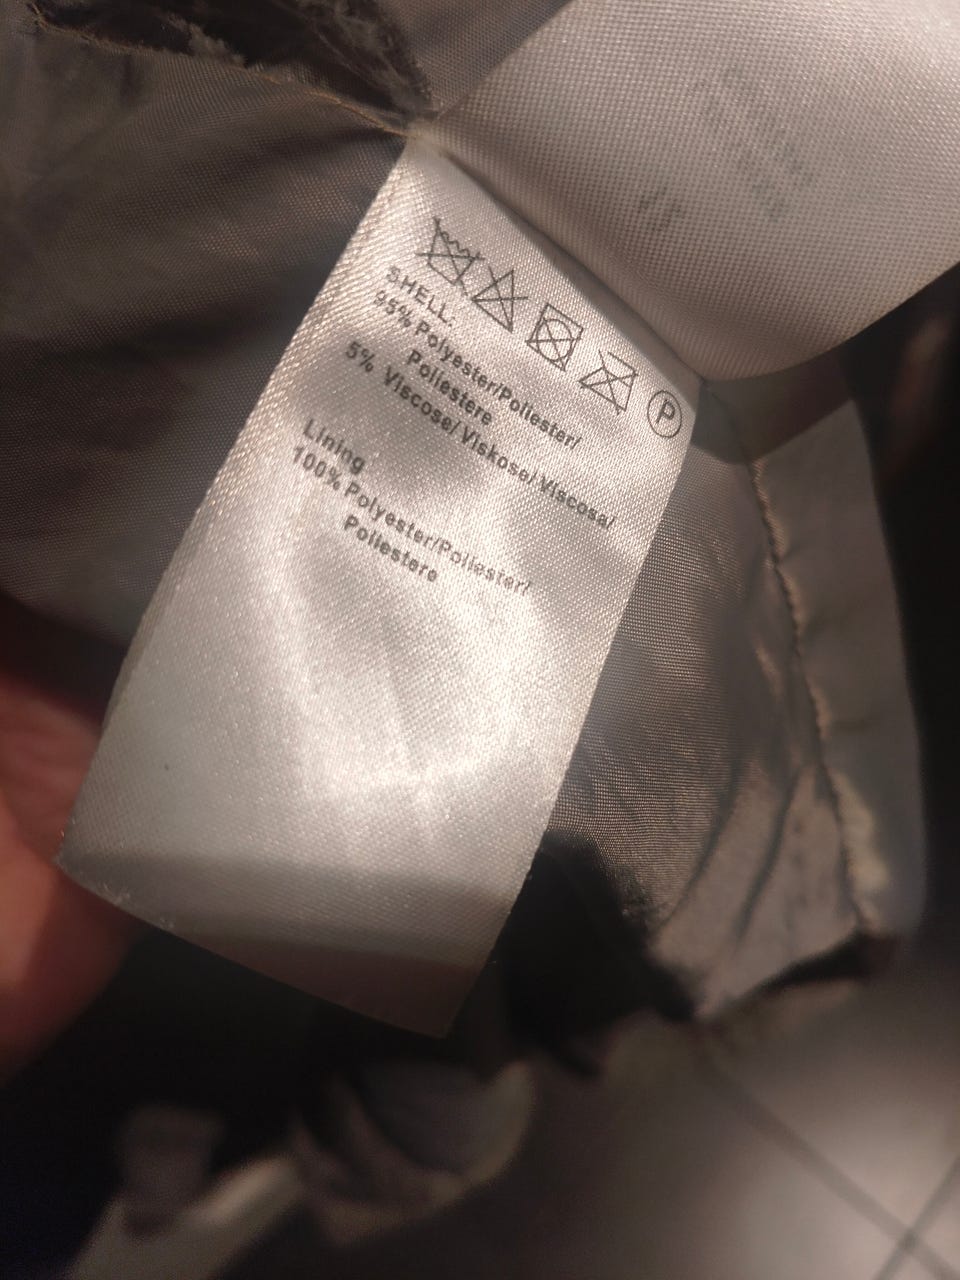 P
SHELL:
95% Polyester/Poliester/
Poliestere
5% Viscose/Viskose/Viscosa/
Lining
100% Polyester/Poliester/
Poliestere